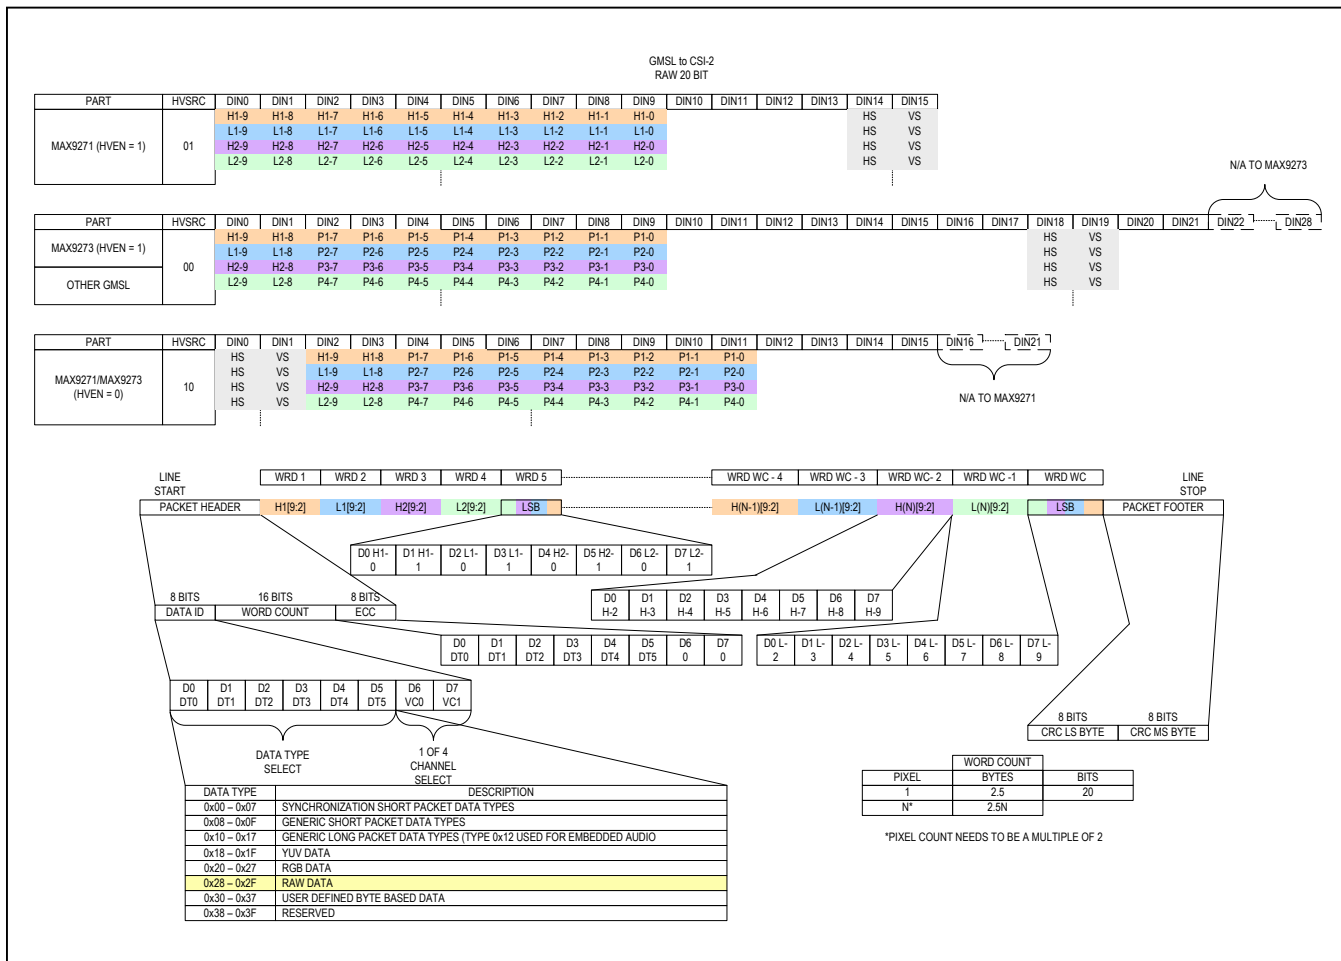 GMSL to CSI-2
RAW 20 BIT
PART HVSRC DIN0 DIN1 DIN2 DIN3 DIN4 DIN5 DIN6 DIN7 DIN8 DIN9 DIN10 DIN11 DIN12 DIN13 DIN14 DIN15
H1-9 H1-8 H1-7 H1-6 H1-5 H1-4 H1-3 H1-2 H1-1 H1-0 HS VS
L1-9 L1-8 L1-7 L1-6 L1-5 L1-4 L1-3 L1-2 L1-1 L1-0 HS VS
MAX9271 (HVEN = 1) 01
H2-9 H2-8 H2-7 H2-6 H2-5 H2-4 H2-3 H2-2 H2-1 H2-0 HS VS
L2-9 L2-8 L2-7 L2-6 L2-5 L2-4 L2-3 L2-2 L2-1 L2-0 HS VS
N/A TO MAX9273
PART HVSRC DIN0 DIN1 DIN2 DIN3 DIN4 DIN5 DIN6 DIN7 DIN8 DIN9 DIN10 DIN11 DIN12 DIN13 DIN14 DIN15 DIN16 DIN17 DIN18 DIN19 DIN20 DIN21 DIN22 DIN28
H1-9 H1-8 P1-7 P1-6 P1-5 P1-4 P1-3 P1-2 P1-1 P1-0 HS VS
MAX9273 (HVEN = 1)
L1-9 L1-8 P2-7 P2-6 P2-5 P2-4 P2-3 P2-2 P2-1 P2-0 HS VS
00
H2-9 H2-8 P3-7 P3-6 P3-5 P3-4 P3-3 P3-2 P3-1 P3-0 HS VS
OTHER GMSL
L2-9 L2-8 P4-7 P4-6 P4-5 P4-4 P4-3 P4-2 P4-1 P4-0 HS VS
PART HVSRC DIN0 DIN1 DIN2 DIN3 DIN4 DIN5 DIN6 DIN7 DIN8 DIN9 DIN10 DIN11 DIN12 DIN13 DIN14 DIN15 DIN16 DIN21
HS VS H1-9 H1-8 P1-7 P1-6 P1-5 P1-4 P1-3 P1-2 P1-1 P1-0
HS VS L1-9 L1-8 P2-7 P2-6 P2-5 P2-4 P2-3 P2-2 P2-1 P2-0
MAX9271/MAX9273
(HVEN = 0)
10
HS VS H2-9 H2-8 P3-7 P3-6 P3-5 P3-4 P3-3 P3-2 P3-1 P3-0
HS VS L2-9 L2-8 P4-7 P4-6 P4-5 P4-4 P4-3 P4-2 P4-1 P4-0
N/A TO MAX9271
LINE
START
WRD 1 WRD 2 WRD 3 WRD 4 WRD 5 WRD WC - 4 WRD WC - 3 WRD WC- 2 WRD WC -1 WRD WC
LINE
STOP
PACKET HEADER H1[9:2] L1[9:2] H2[9:2] L2[9:2] LSB H(N-1)[9:2] L(N-1)[9:2] H(N)[9:2] L(N)[9:2] LSB PACKET FOOTER
D0 H1- D1 H1- D2 L1- D3 L1- D4 H2- D5 H2- D6 L2- D7 L2-
0 1 0 1 0 1 0 1
8 BITS 16 BITS 8 BITS
DATA ID WORD COUNT ECC
D0 D1 D2 D3 D4 D5 D6 D7
H-2 H-3 H-4 H-5 H-6 H-7 H-8 H-9
D0 D1 D2 D3 D4 D5 D6 D7
DT0 DT1 DT2 DT3 DT4 DT5 0 0
D0 L- D1 L- D2 L- D3 L- D4 L- D5 L- D6 L- D7 L-
2 3 4 5 6 7 8 9
D0 D1 D2 D3 D4 D5 D6 D7
DT0 DT1 DT2 DT3 DT4 DT5 VC0 VC1
8 BITS 8 BITS
CRC LS BYTE CRC MS BYTE
DATA TYPE
SELECT
1 OF 4
CHANNEL
SELECT
WORD COUNT
PIXEL BYTES BITS
1 2.5 20
N* 2.5N
*PIXEL COUNT NEEDS TO BE A MULTIPLE OF 2
DATA TYPE DESCRIPTION
0x00 – 0x07 SYNCHRONIZATION SHORT PACKET DATA TYPES
0x08 – 0x0F GENERIC SHORT PACKET DATA TYPES
0x10 – 0x17 GENERIC LONG PACKET DATA TYPES (TYPE 0x12 USED FOR EMBEDDED AUDIO
0x18 – 0x1F YUV DATA
0x20 – 0x27 RGB DATA
0x28 – 0x2F RAW DATA
0x30 – 0x37 USER DEFINED BYTE BASED DATA
0x38 – 0x3F RESERVED